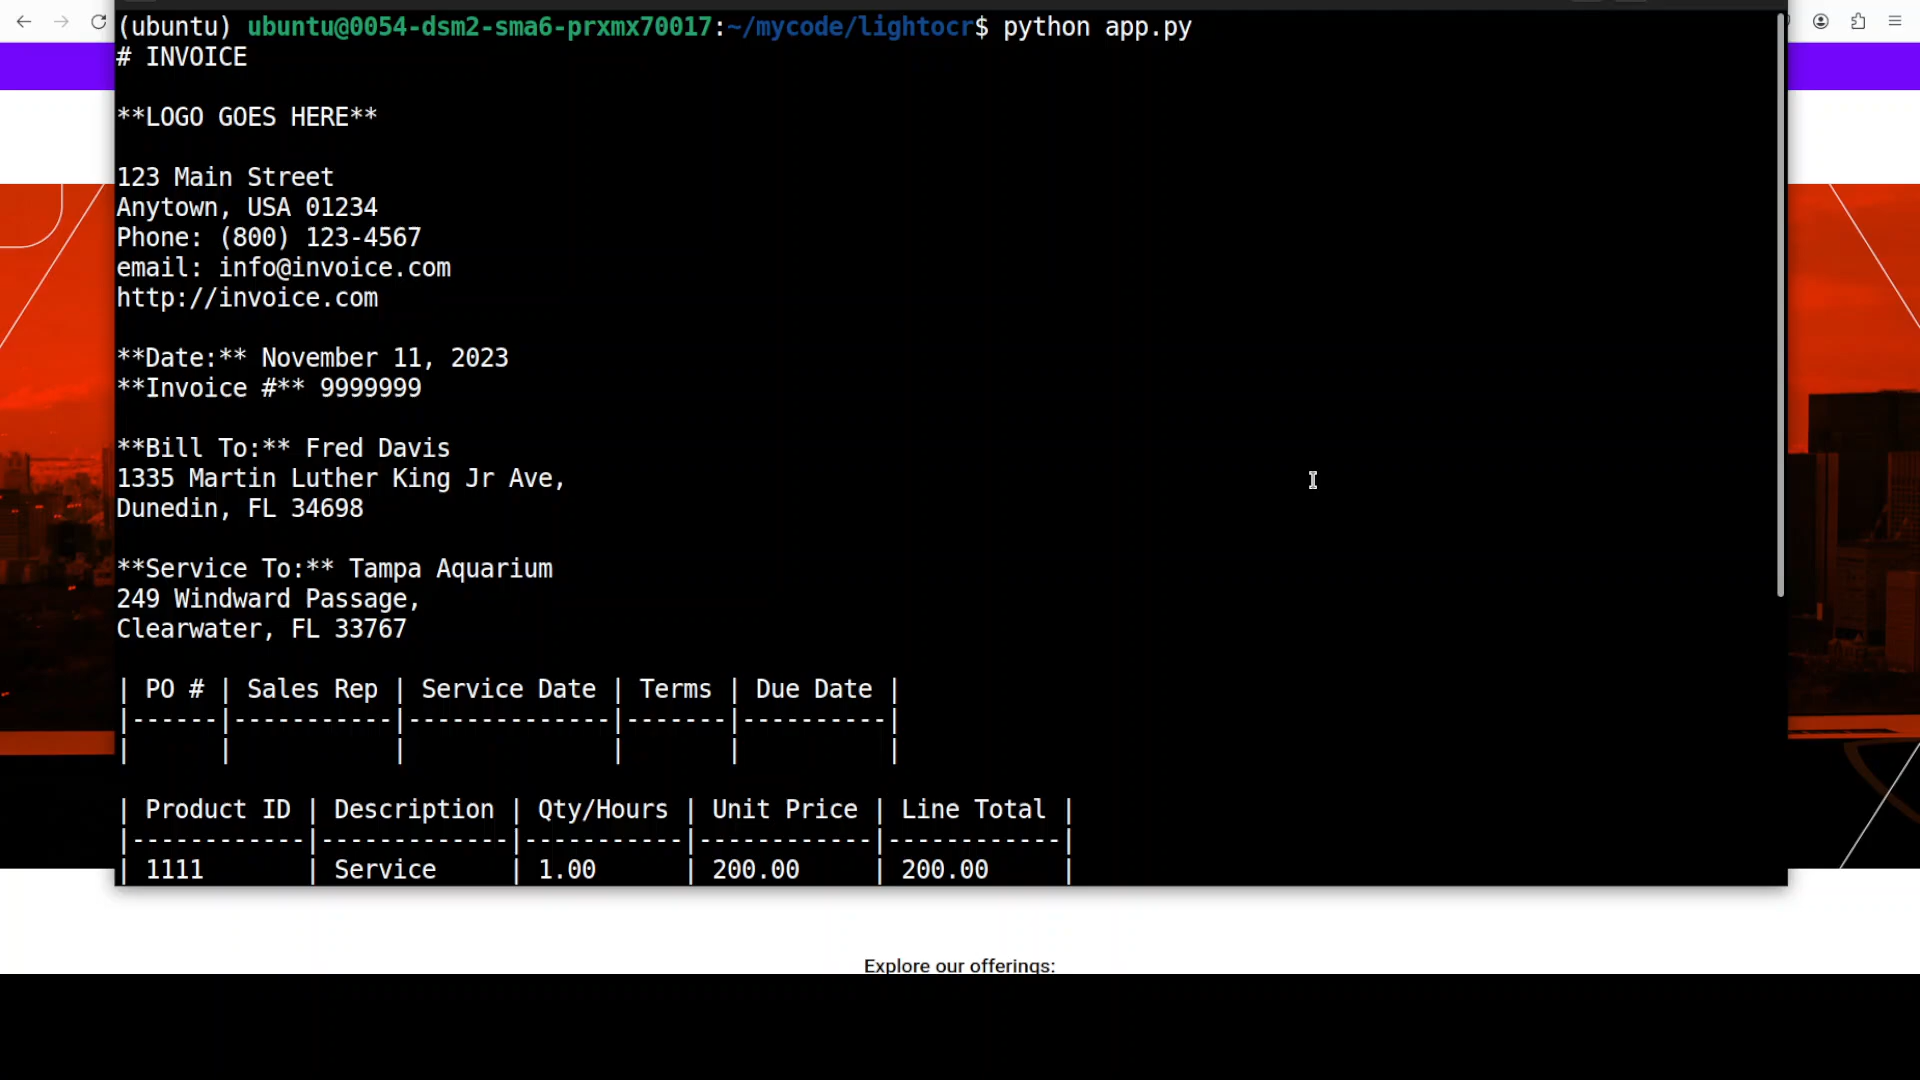 (ubuntu) ubuntu@0054-dsm2-sma6-prxmx70017:~/mycode/lightocr$ python app.py
# INVOICE
**LOGO GOES HERE**
123 Main Street
Anytown, USA 01234
Phone: (800) 123-4567
email: info@invoice.com
http://invoice.com
**Date:** November 11, 2023
**Invoice #** 9999999
**Bill To:** Fred Davis
1335 Martin Luther King Jr Ave,
Dunedin, FL 34698
**Service To:** Tampa Aquarium
249 Windward Passage,
Clearwater, FL 33767
| PO # | Sales Rep | Service Date | Terms | Due Date |
|------|-----------|--------------|-------|----------|
|      |           |              |       |          |
| Product ID | Description | Qty/Hours | Unit Price | Line Total |
|------------|-------------|-----------|------------|------------|
| 1111       | Service     | 1.00      | 200.00     | 200.00     |
Explore our offerings: